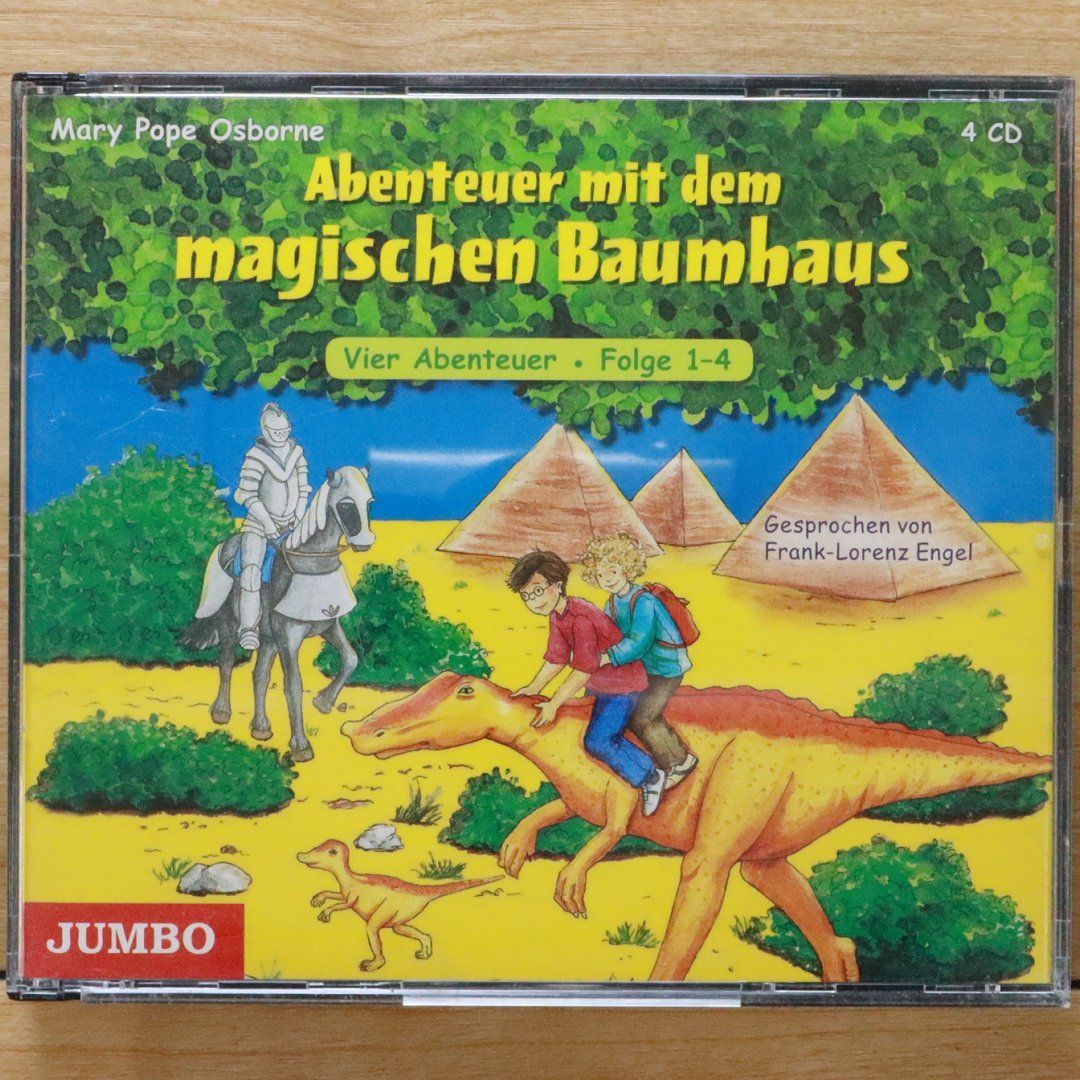 Mary Pope Osborne
4 CD
Abenteuer mit dem
magischen Baumhaus
Vier Abenteuer • Folge 1-4
Gesprochen von
Frank-Lorenz Engel
JUMBO